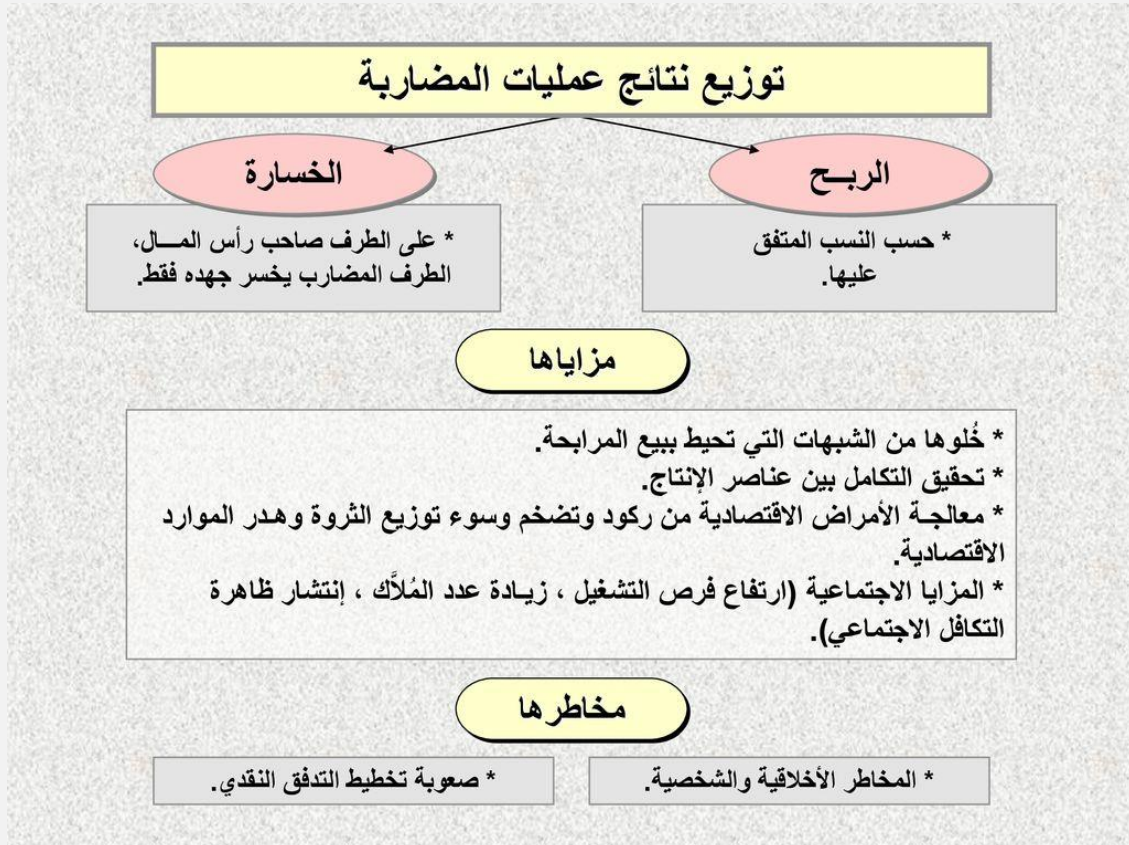 توزيع نتائج عمليات المضاربة
الربــح
* حسب النسب المتفق
عليها.
الخسارة
* على الطرف صاحب رأس المــال،
الطرف المضارب يخسر جهده فقط.
مزاياها
* خُلوها من الشبهات التي تحيط ببيع المرابحة.
* تحقيق التكامل بين عناصر الإنتاج.
* معالجـة الأمراض الاقتصادية من ركود وتضخم وسوء توزيع الثروة وهـدر الموارد
الاقتصادية.
* المزايا الاجتماعية (ارتفاع فرص التشغيل ، زيـادة عدد المُلاَّك ، إنتشار ظاهرة
التكافل الاجتماعي).
مخاطرها
* المخاطر الأخلاقية والشخصية.
* صعوبة تخطيط التدفق النقدي.